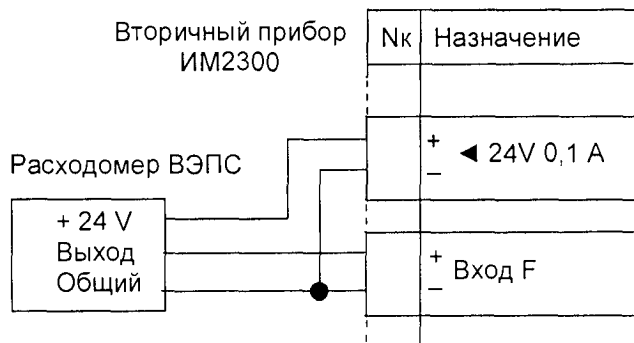 Вторичный прибор
ИМ2300
Nк Назначение
+
◄ 24V 0,1 А
–
Расходомер ВЭПС
+ 24 V
Выход
Общий
+
Вход F
–